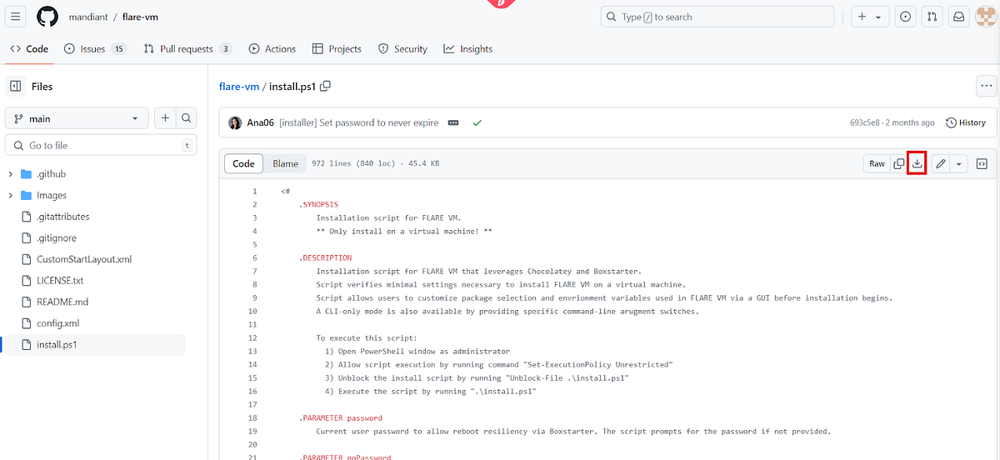 mandiant / flare-vm
Type / to search
Code
Issues 15
Pull requests 3
Actions
Projects
Security
Insights
Files
main
Go to file
t
.github
Images
.gitattributes
.gitignore
CustomStartLayout.xml
LICENSE.txt
README.md
config.xml
install.ps1
flare-vm / install.ps1
Ana06 [installer] Set password to never expire
693c5e8 · 2 months ago
History
Code
Blame
972 lines (840 loc) · 45.4 KB
Raw
1 <#
2 .SYNOPSIS
3 Installation script for FLARE VM.
4 ** Only install on a virtual machine! **
5
6 .DESCRIPTION
7 Installation script for FLARE VM that leverages Chocolatey and Boxstarter.
8 Script verifies minimal settings necessary to install FLARE VM on a virtual machine.
9 Script allows users to customize package selection and envrionment variables used in FLARE VM via a GUI before installation begins.
10 A CLI-only mode is also available by providing specific command-line arugment switches.
11
12 To execute this script:
13 1) Open PowerShell window as administrator
14 2) Allow script execution by running command "Set-ExecutionPolicy Unrestricted"
15 3) Unblock the install script by running "Unblock-File .\install.ps1"
16 4) Execute the script by running ".\install.ps1"
17
18 .PARAMETER password
19 Current user password to allow reboot resiliency via Boxstarter. The script prompts for the password if not provided.
20
21 .PARAMETER noPassword